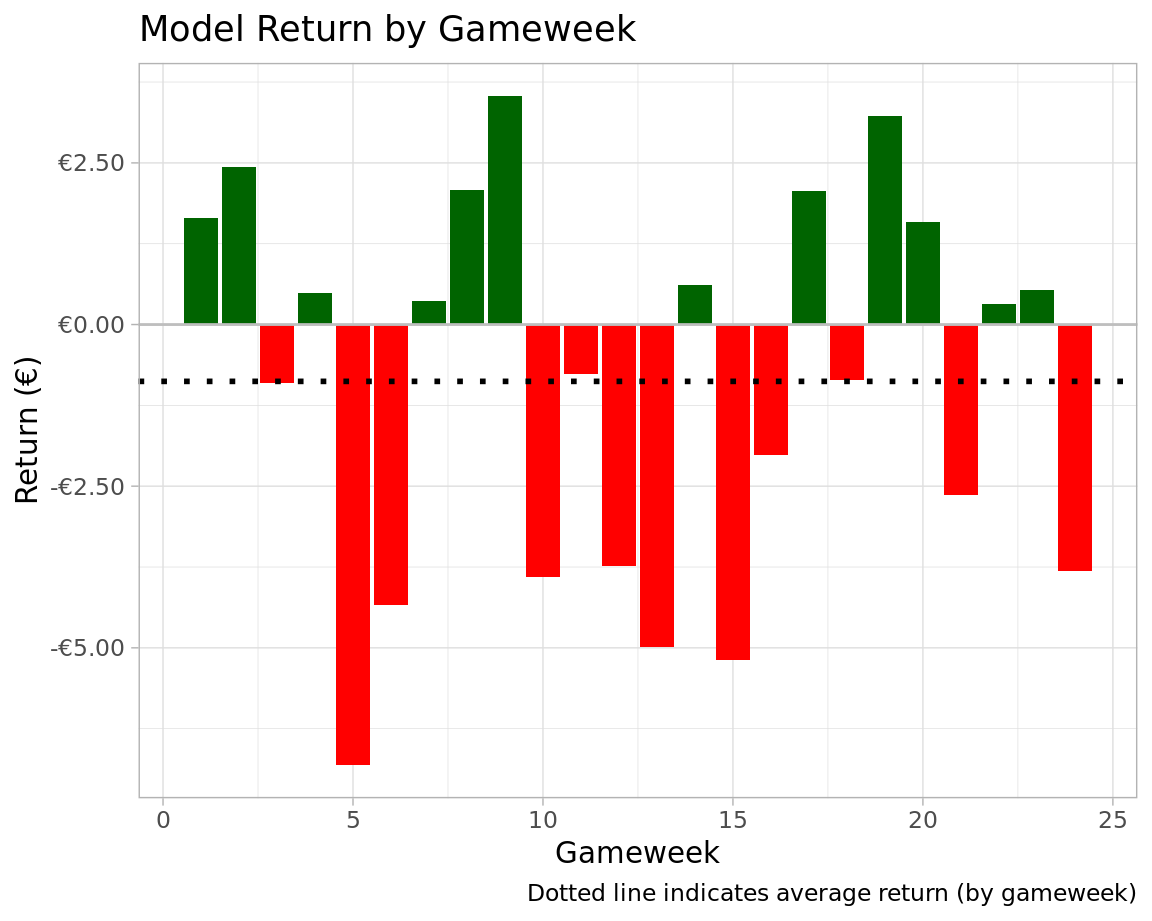 Model Return by Gameweek
€2.50
€0.00
-€2.50
-€5.00
Return (€)
0 5 10 15 20 25
Gameweek
Dotted line indicates average return (by gameweek)